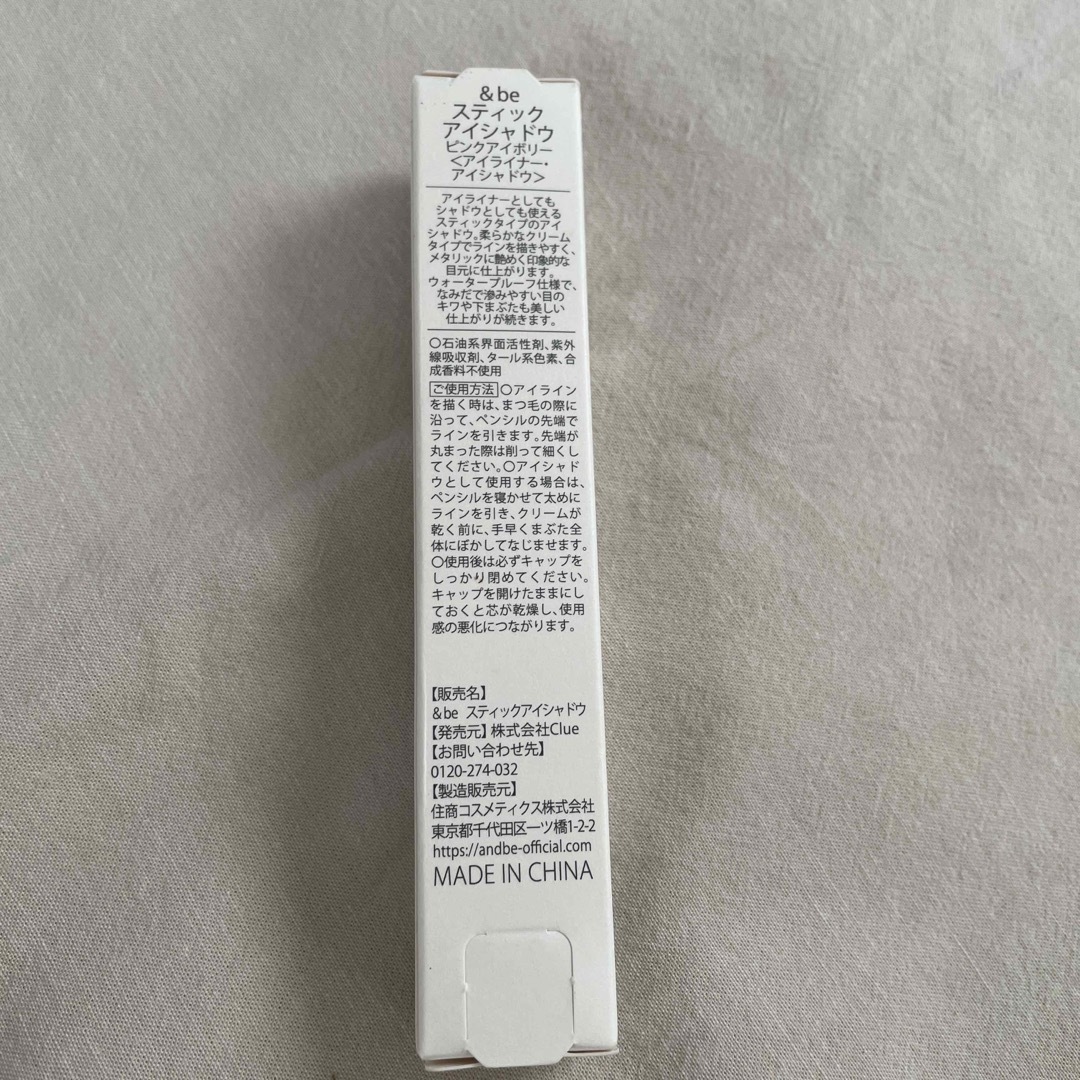 &be
スティック
アイシャドウ
ピンクアイボリー
<アイライナー・
アイシャドウ>
アイライナーとしても
シャドウとしても使える
スティックタイプのアイ
シャドウ。柔らかなクリーム
タイプでラインを描きやすく、
メタリックに艶めく印象的な
目元に仕上がります。
ウォータープルーフ仕様で、
なみだで滲みやすい目の
キワや下まぶたも美しい
仕上がりが続きます。
○石油系界面活性剤、紫外
線吸収剤、タール系色素、合
成香料不使用
ご使用方法 ○アイライン
を描く時は、まつ毛の際に
沿って、ペンシルの先端で
ラインを引きます。先端が
丸まった際は削って細くし
てください。○アイシャド
ウとして使用する場合は、
ペンシルを寝かせて太めに
ラインを引き、クリームが
乾く前に、手早くまぶた全
体にぼかしてなじませます。
○使用後は必ずキャップを
しっかり閉めてください。
キャップを開けたままにし
ておくと芯が乾燥し、使用
感の悪化につながります。
【販売名】
&be スティックアイシャドウ
【発売元】株式会社Clue
【お問い合わせ先】
0120-274-032
【製造販売元】
住商コスメティクス株式会社
東京都千代田区一ツ橋1-2-2
https://andbe-official.com
MADE IN CHINA